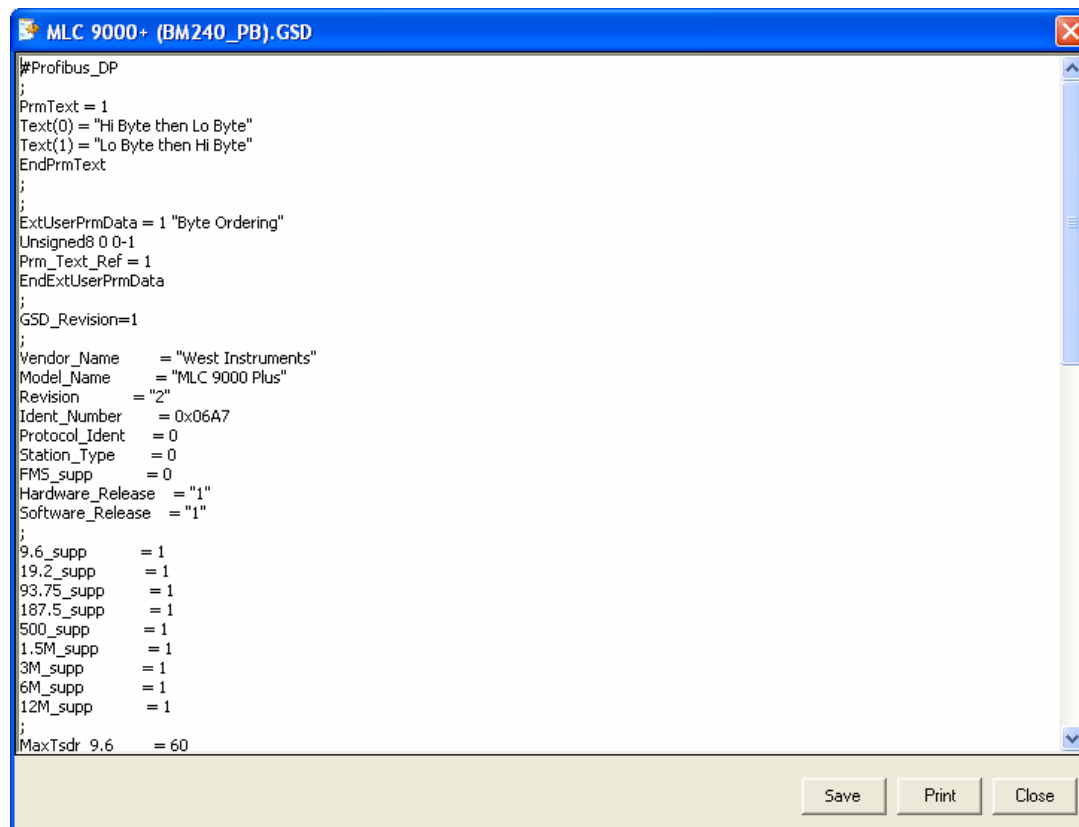 MLC 9000+ (BM240_PB).GSD
#Profibus_DP
;
PrmText = 1
Text(0) = "Hi Byte then Lo Byte"
Text(1) = "Lo Byte then Hi Byte"
EndPrmText
;
;
ExtUserPrmData = 1 "Byte Ordering"
Unsigned8 0 0-1
Prm_Text_Ref = 1
EndExtUserPrmData
;
GSD_Revision=1
;
Vendor_Name = "West Instruments"
Model_Name = "MLC 9000 Plus"
Revision = "2"
Ident_Number = 0x06A7
Protocol_Ident = 0
Station_Type = 0
FMS_supp = 0
Hardware_Release = "1"
Software_Release = "1"
;
9.6_supp = 1
19.2_supp = 1
93.75_supp = 1
187.5_supp = 1
500_supp = 1
1.5M_supp = 1
3M_supp = 1
6M_supp = 1
12M_supp = 1
;
MaxTsdr_9.6 = 60
Save Print Close